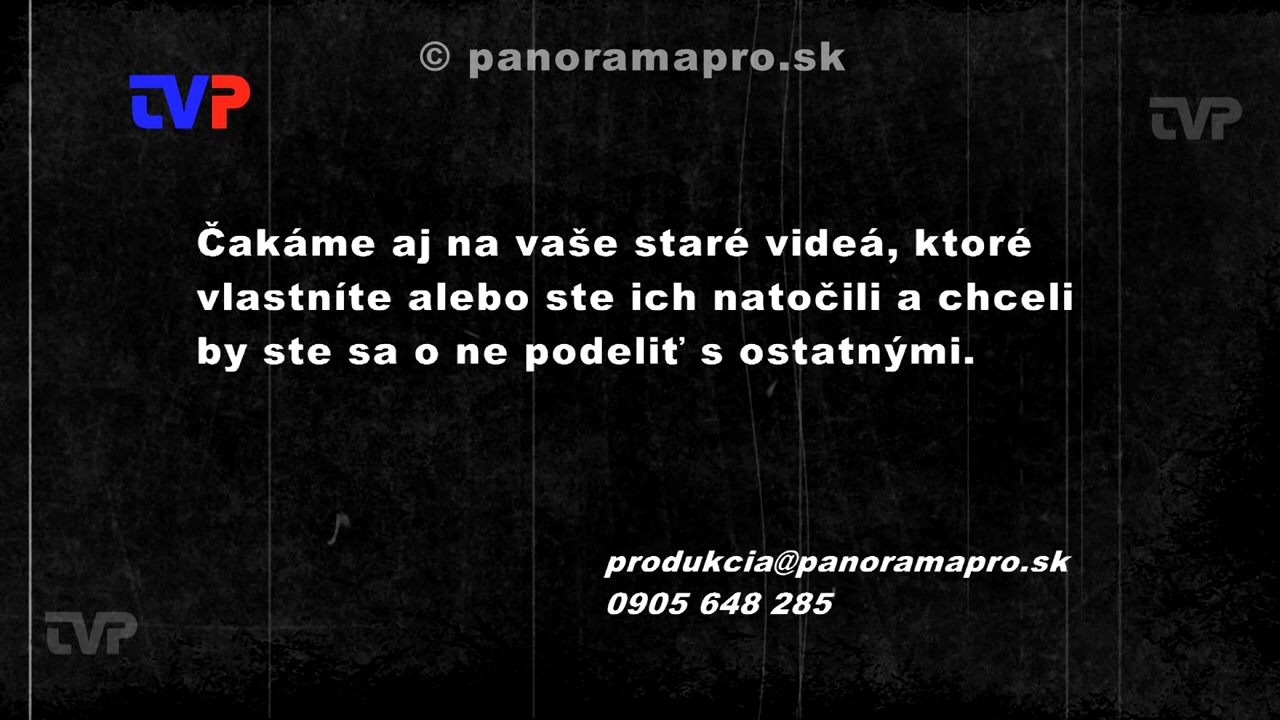 © panoramapro.sk
TVP
TVP
Čakáme aj na vaše staré videá, ktoré
vlastníte alebo ste ich natočili a chceli
by ste sa o ne podeliť s ostatnými.
produkcia@panoramapro.sk
0905 648 285
TVP